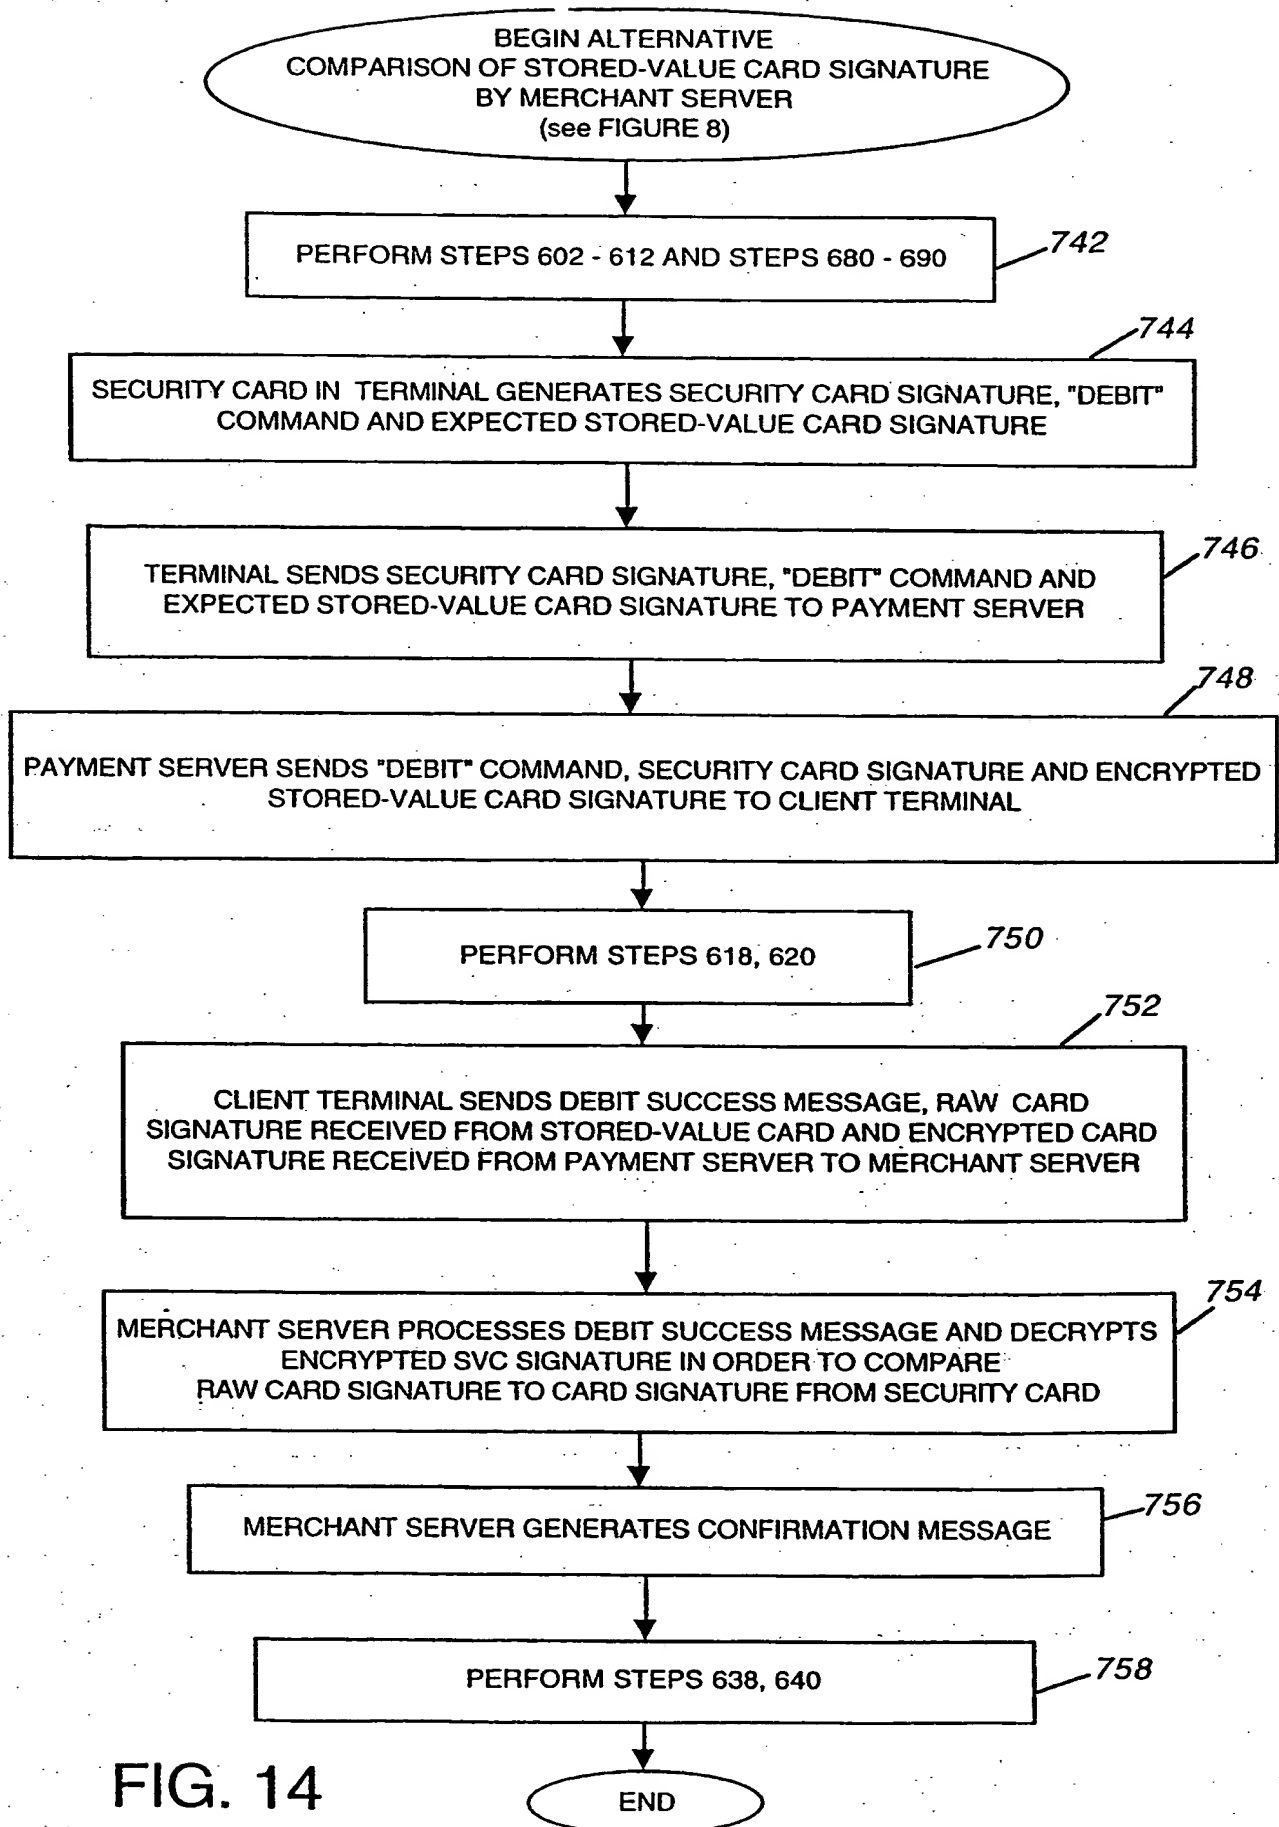 BEGIN ALTERNATIVE
COMPARISON OF STORED-VALUE CARD SIGNATURE
BY MERCHANT SERVER
(see FIGURE 8)
PERFORM STEPS 602 - 612 AND STEPS 680 - 690
742
744
SECURITY CARD IN TERMINAL GENERATES SECURITY CARD SIGNATURE, "DEBIT"
COMMAND AND EXPECTED STORED-VALUE CARD SIGNATURE
746
TERMINAL SENDS SECURITY CARD SIGNATURE, "DEBIT" COMMAND AND
EXPECTED STORED-VALUE CARD SIGNATURE TO PAYMENT SERVER
748
PAYMENT SERVER SENDS "DEBIT" COMMAND, SECURITY CARD SIGNATURE AND ENCRYPTED
STORED-VALUE CARD SIGNATURE TO CLIENT TERMINAL
750
PERFORM STEPS 618, 620
752
CLIENT TERMINAL SENDS DEBIT SUCCESS MESSAGE, RAW CARD
SIGNATURE RECEIVED FROM STORED-VALUE CARD AND ENCRYPTED CARD
SIGNATURE RECEIVED FROM PAYMENT SERVER TO MERCHANT SERVER
754
MERCHANT SERVER PROCESSES DEBIT SUCCESS MESSAGE AND DECRYPTS
ENCRYPTED SVC SIGNATURE IN ORDER TO COMPARE
RAW CARD SIGNATURE TO CARD SIGNATURE FROM SECURITY CARD
756
MERCHANT SERVER GENERATES CONFIRMATION MESSAGE
758
PERFORM STEPS 638, 640
END
FIG. 14